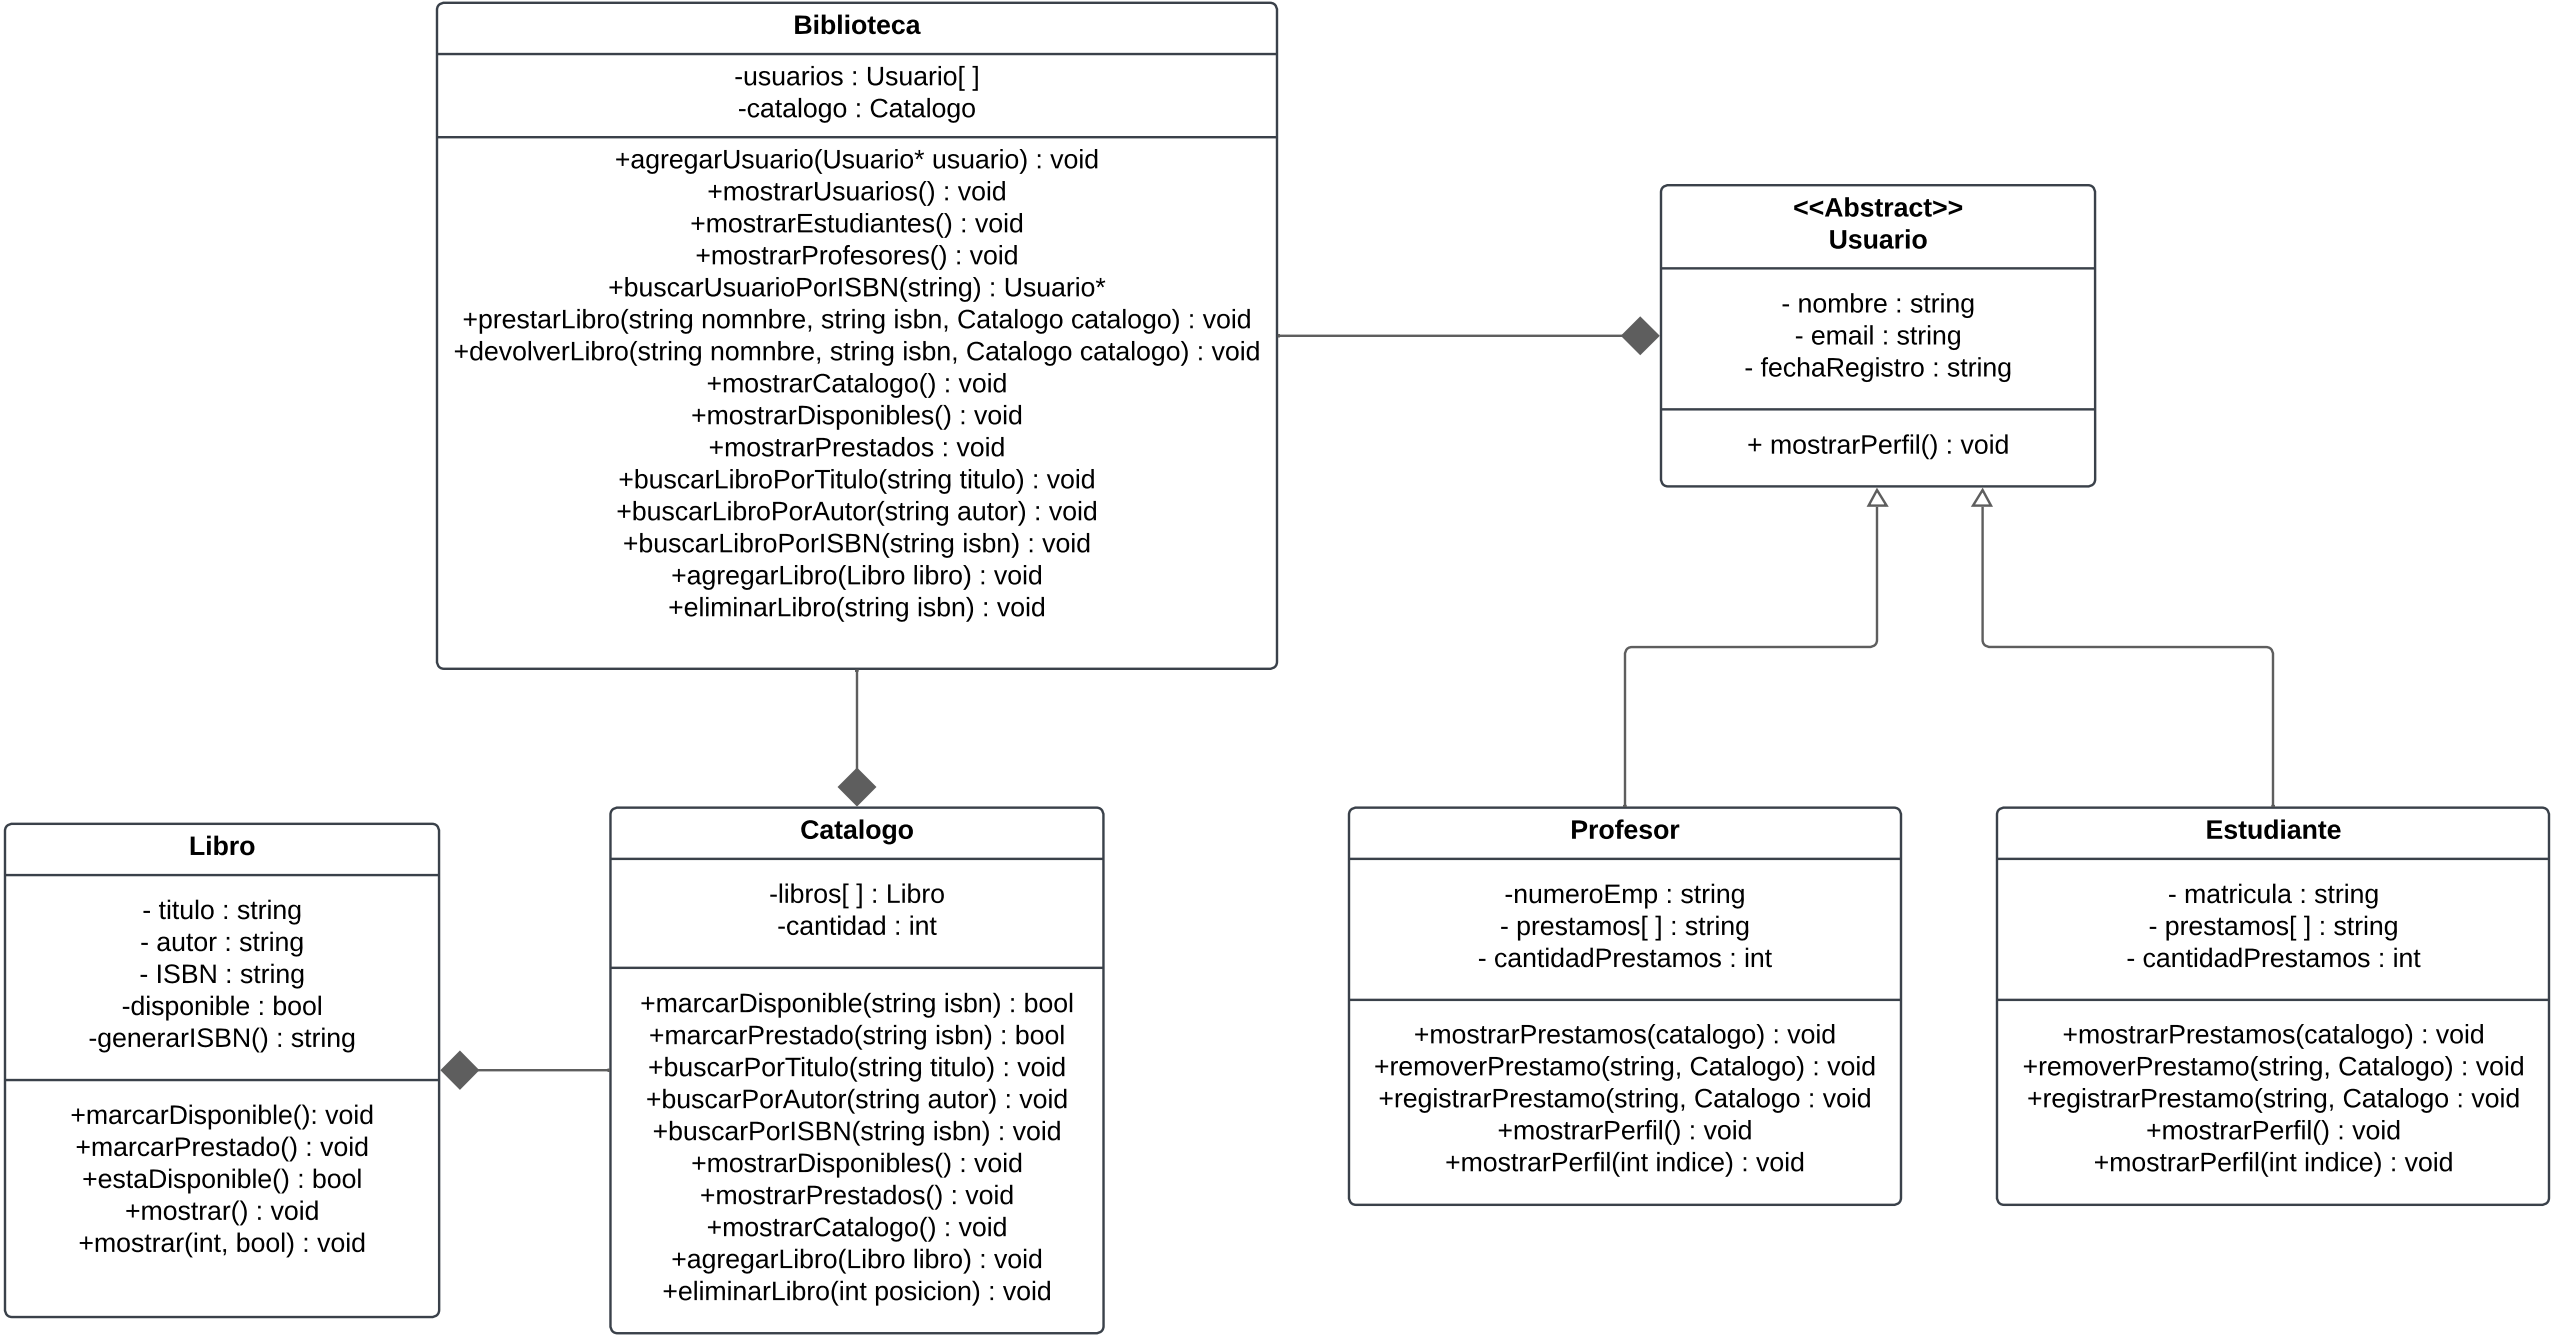 Biblioteca
-usuarios : Usuario[ ]
-catalogo : Catalogo
+agregarUsuario(Usuario* usuario) : void
+mostrarUsuarios() : void
+mostrarEstudiantes() : void
+mostrarProfesores() : void
+buscarUsuarioPorISBN(string) : Usuario*
+prestarLibro(string nomnbre, string isbn, Catalogo catalogo) : void
+devolverLibro(string nomnbre, string isbn, Catalogo catalogo) : void
+mostrarCatalogo() : void
+mostrarDisponibles() : void
+mostrarPrestados : void
+buscarLibroPorTitulo(string titulo) : void
+buscarLibroPorAutor(string autor) : void
+buscarLibroPorISBN(string isbn) : void
+agregarLibro(Libro libro) : void
+eliminarLibro(string isbn) : void
<<Abstract>>
Usuario
- nombre : string
- email : string
- fechaRegistro : string
+ mostrarPerfil() : void
Libro
- titulo : string
- autor : string
- ISBN : string
-disponible : bool
-generarISBN() : string
+marcarDisponible(): void
+marcarPrestado() : void
+estaDisponible() : bool
+mostrar() : void
+mostrar(int, bool) : void
Catalogo
-libros[ ] : Libro
-cantidad : int
+marcarDisponible(string isbn) : bool
+marcarPrestado(string isbn) : bool
+buscarPorTitulo(string titulo) : void
+buscarPorAutor(string autor) : void
+buscarPorISBN(string isbn) : void
+mostrarDisponibles() : void
+mostrarPrestados() : void
+mostrarCatalogo() : void
+agregarLibro(Libro libro) : void
+eliminarLibro(int posicion) : void
Profesor
-numeroEmp : string
- prestamos[ ] : string
- cantidadPrestamos : int
+mostrarPrestamos(catalogo) : void
+removerPrestamo(string, Catalogo) : void
+registrarPrestamo(string, Catalogo : void
+mostrarPerfil() : void
+mostrarPerfil(int indice) : void
Estudiante
- matricula : string
- prestamos[ ] : string
- cantidadPrestamos : int
+mostrarPrestamos(catalogo) : void
+removerPrestamo(string, Catalogo) : void
+registrarPrestamo(string, Catalogo : void
+mostrarPerfil() : void
+mostrarPerfil(int indice) : void